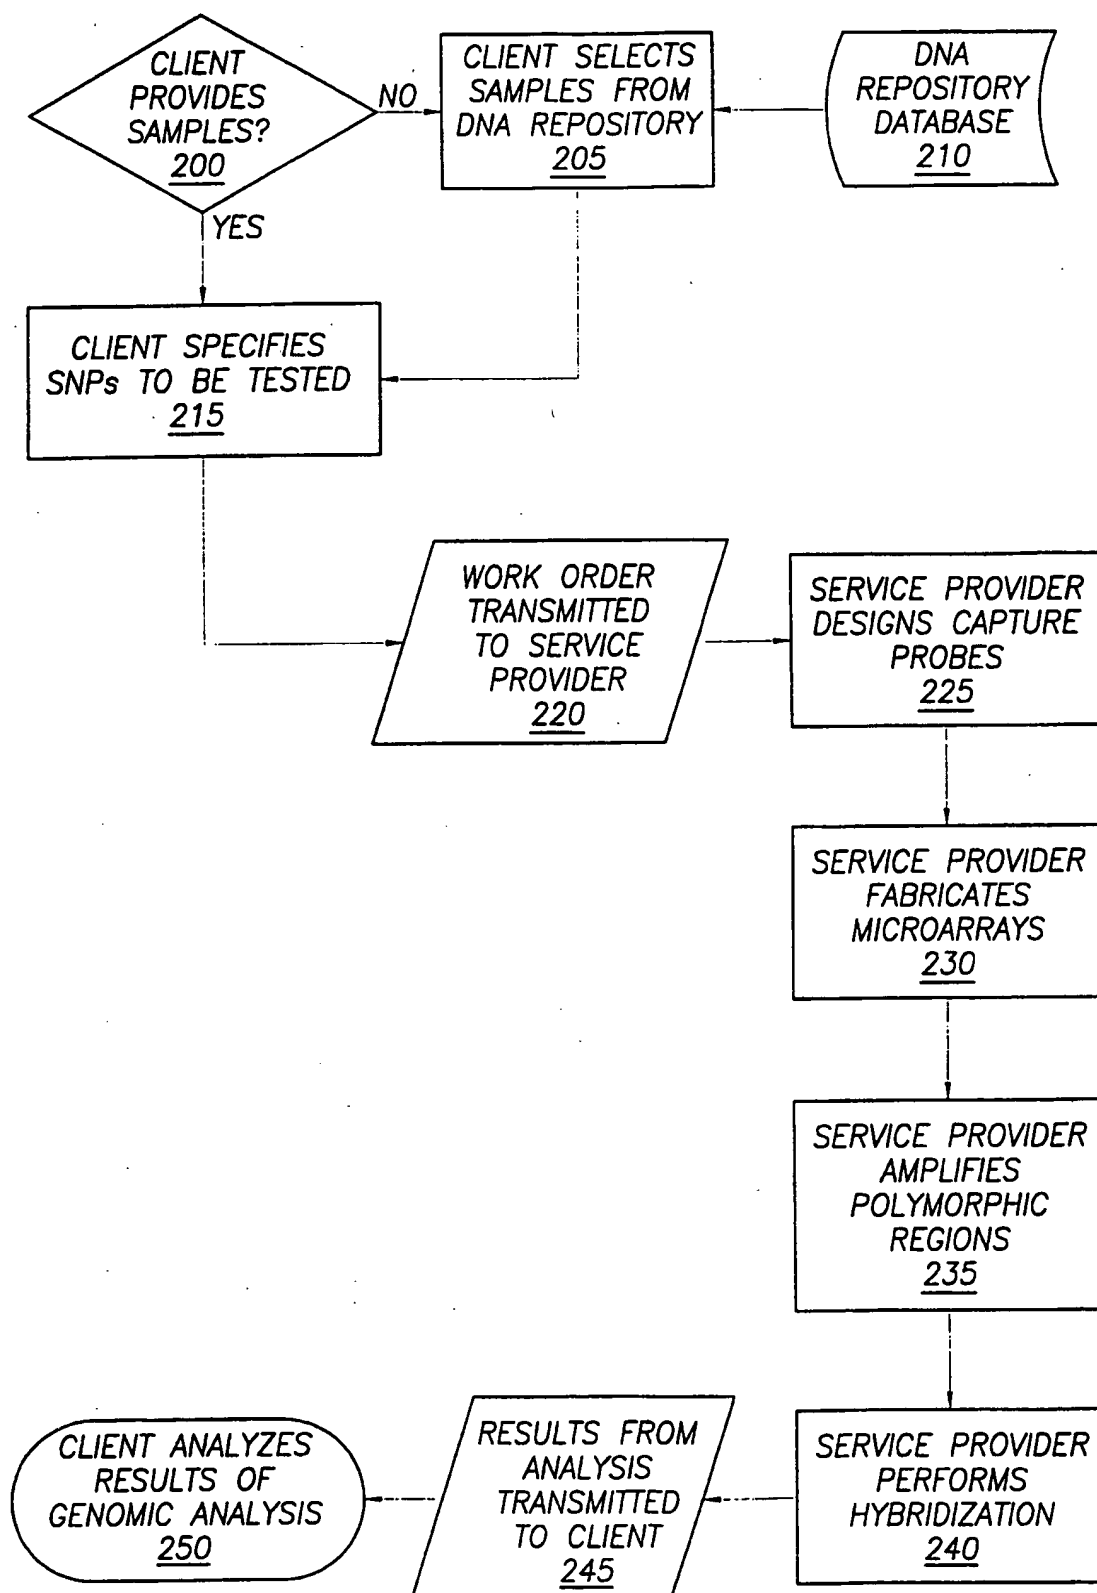 CLIENT
PROVIDES
SAMPLES?
200
NO
YES
CLIENT SELECTS
SAMPLES FROM
DNA REPOSITORY
205
DNA
REPOSITORY
DATABASE
210
CLIENT SPECIFIES
SNPs TO BE TESTED
215
WORK ORDER
TRANSMITTED
TO SERVICE
PROVIDER
220
SERVICE PROVIDER
DESIGNS CAPTURE
PROBES
225
SERVICE PROVIDER
FABRICATES
MICROARRAYS
230
SERVICE PROVIDER
AMPLIFIES
POLYMORPHIC
REGIONS
235
SERVICE PROVIDER
PERFORMS
HYBRIDIZATION
240
RESULTS FROM
ANALYSIS
TRANSMITTED
TO CLIENT
245
CLIENT ANALYZES
RESULTS OF
GENOMIC ANALYSIS
250